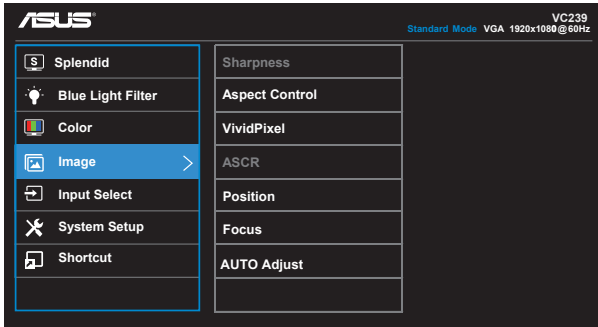 ASUS
VC239
Standard Mode VGA 1920x1080@60Hz
S Splendid
Blue Light Filter
Color
Image
Input Select
System Setup
Shortcut
Sharpness
Aspect Control
VividPixel
ASCR
Position
Focus
AUTO Adjust